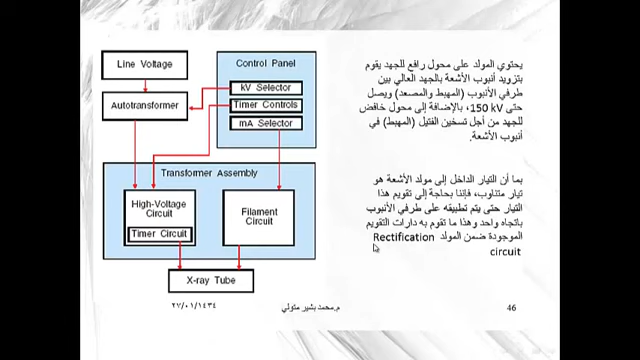 Line Voltage
Autotransformer
Control Panel
kV Selector
Timer Controls
mA Selector
Transformer Assembly
High-Voltage
Circuit
Timer Circuit
Filament
Circuit
X-ray Tube
يحتوي المولد على محول رافع للجهد يقوم
بتزويد أنبوب الأشعة بالجهد العالي بين
طرفي الأنبوب (المهبط والمصعد) ويصل
حتى 150 kV، بالإضافة إلى محول خافض
للجهد من أجل تسخين الفتيل (المهبط) في
أنبوب الأشعة.
بما أن التيار الداخل إلى مولد الأشعة هو
تيار متناوب، فإننا بحاجة إلى تقويم هذا
التيار حتى يتم تطبيقه على طرفي الأنبوب
باتجاه واحد وهذا ما تقوم به دارات التقويم
الموجودة ضمن المولد Rectification
circuit
٢٧/٠١/١٤٣٤
م.محمد بشير متولي
46